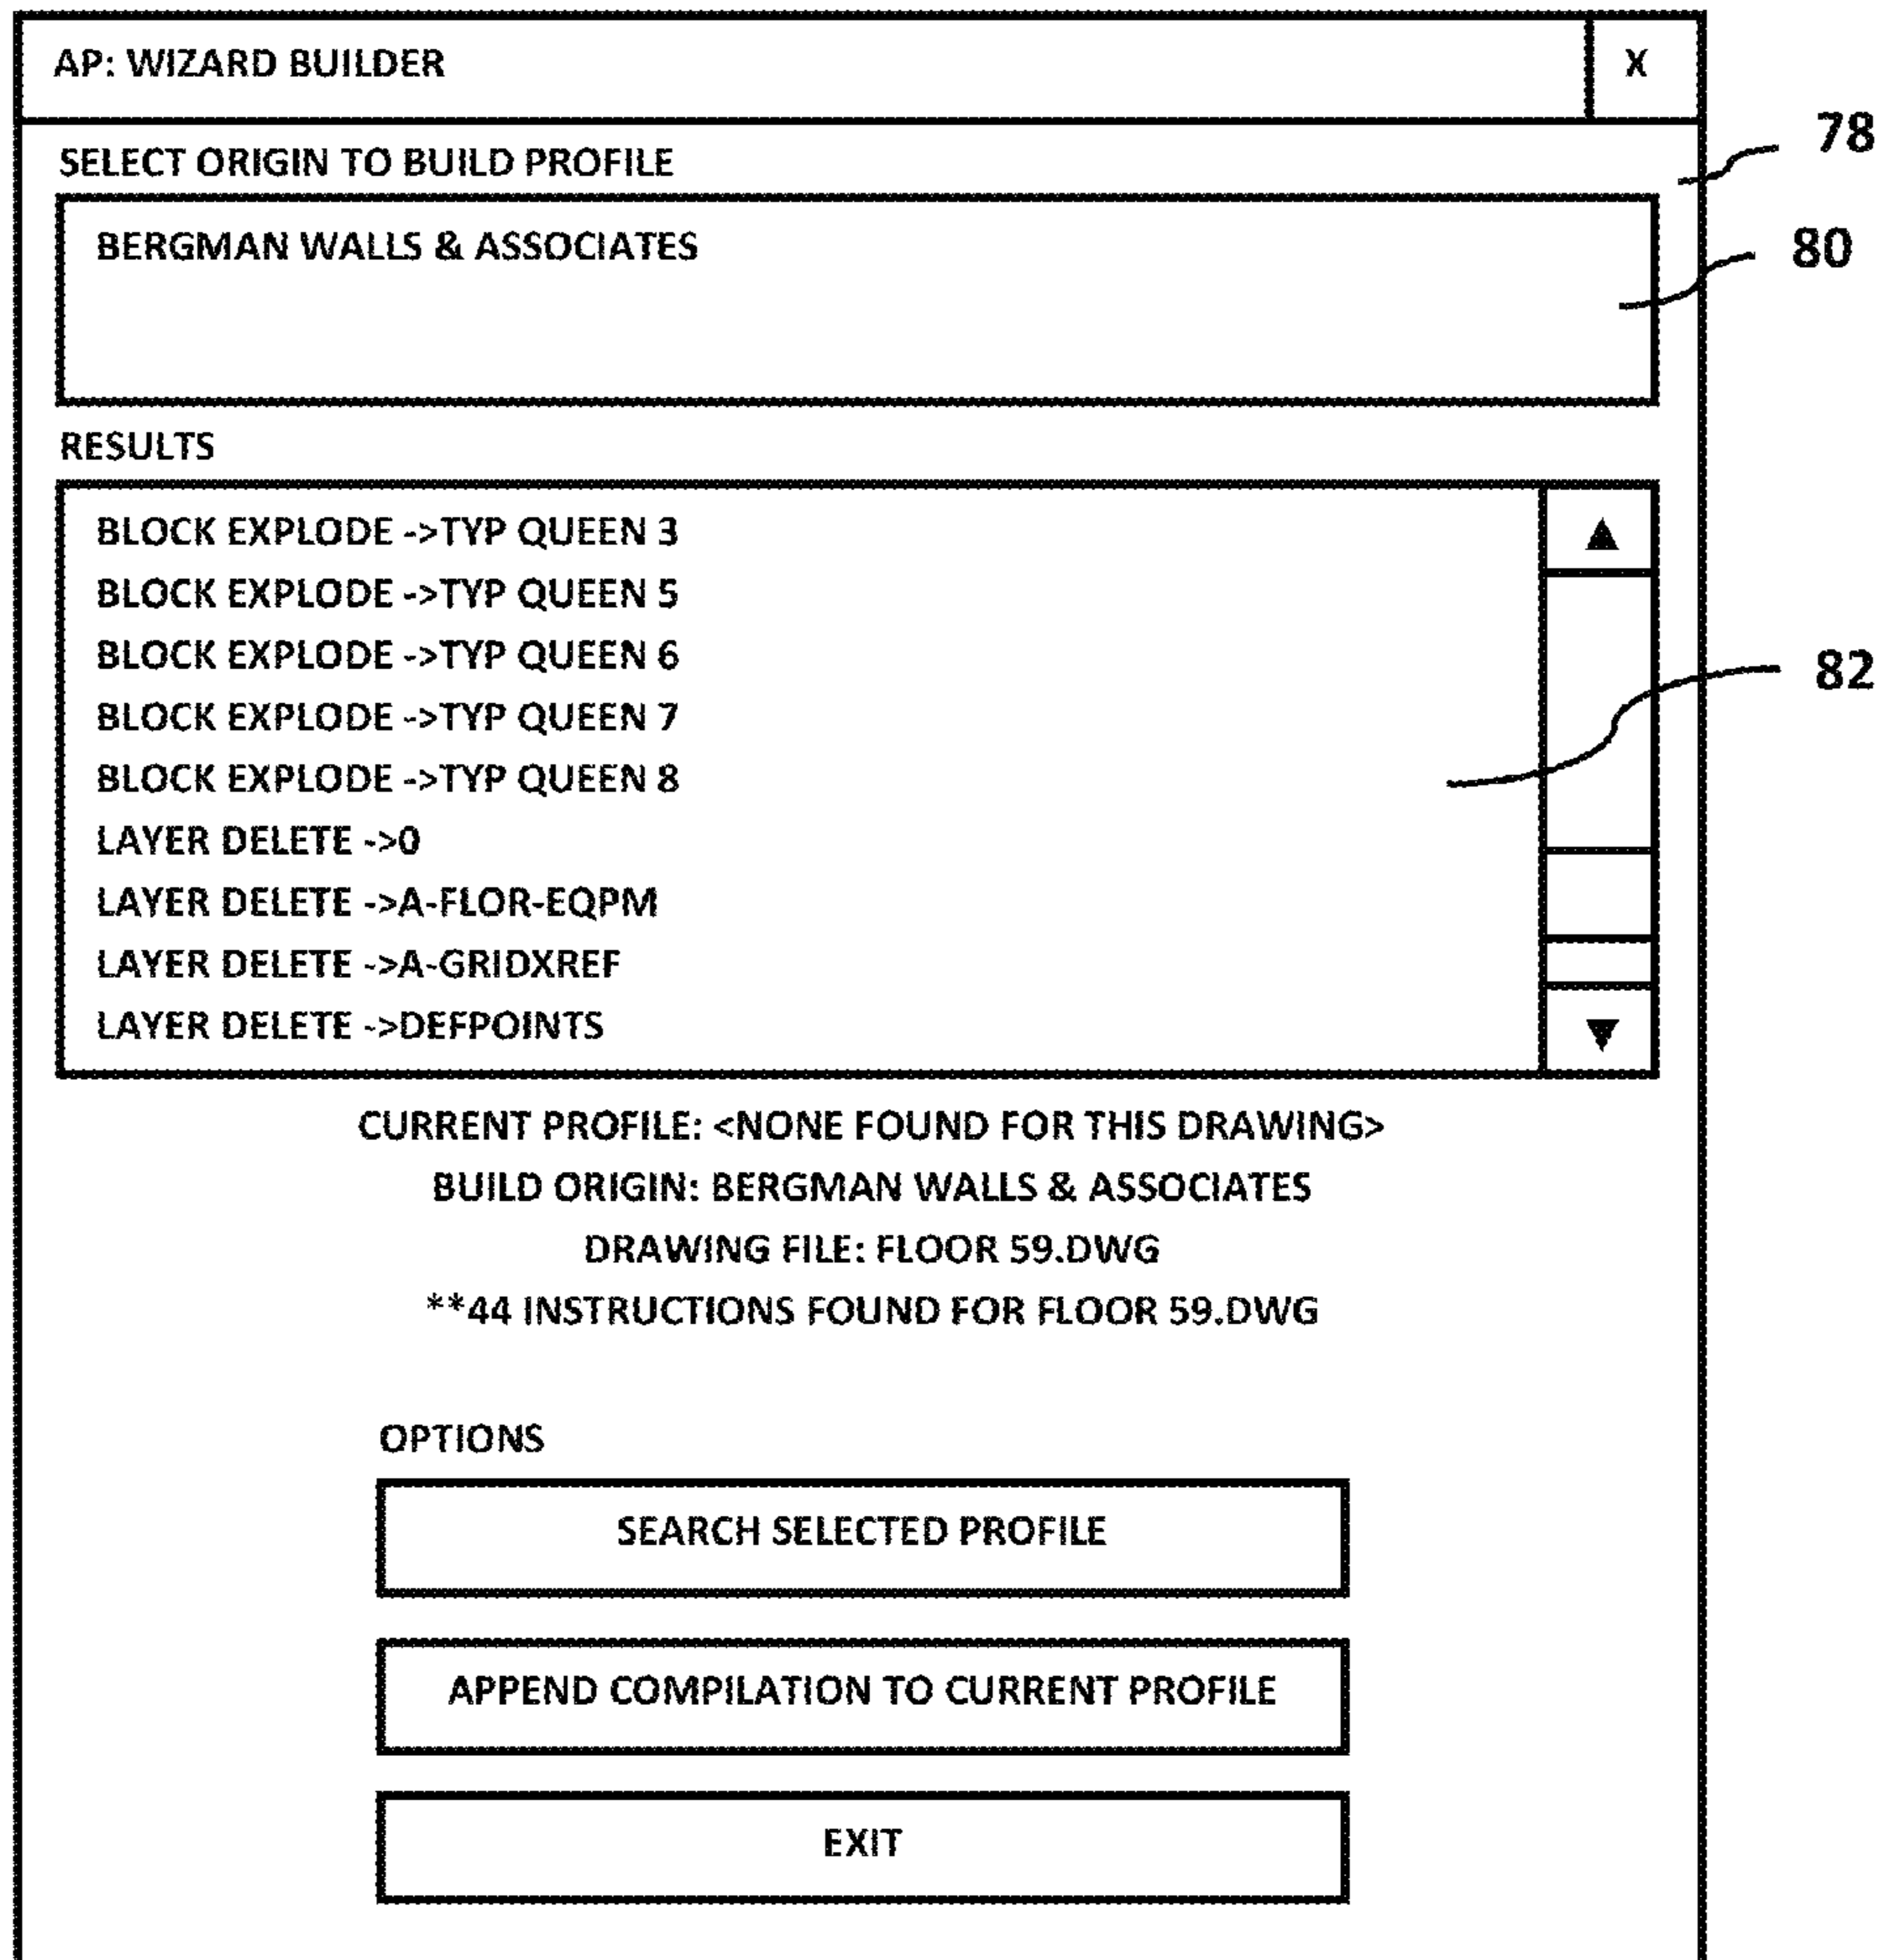 AP: WIZARD BUILDER X
78
SELECT ORIGIN TO BUILD PROFILE
BERGMAN WALLS & ASSOCIATES
80
RESULTS
BLOCK EXPLODE ->TYP QUEEN 3
BLOCK EXPLODE ->TYP QUEEN 5
BLOCK EXPLODE ->TYP QUEEN 6
82
BLOCK EXPLODE ->TYP QUEEN 7
BLOCK EXPLODE ->TYP QUEEN 8
LAYER DELETE ->0
LAYER DELETE ->A-FLOR-EQPM
LAYER DELETE ->A-GRIDXREF
LAYER DELETE ->DEFPOINTS
CURRENT PROFILE: <NONE FOUND FOR THIS DRAWING>
BUILD ORIGIN: BERGMAN WALLS & ASSOCIATES
DRAWING FILE: FLOOR 59.DWG
**44 INSTRUCTIONS FOUND FOR FLOOR 59.DWG
OPTIONS
SEARCH SELECTED PROFILE
APPEND COMPILATION TO CURRENT PROFILE
EXIT